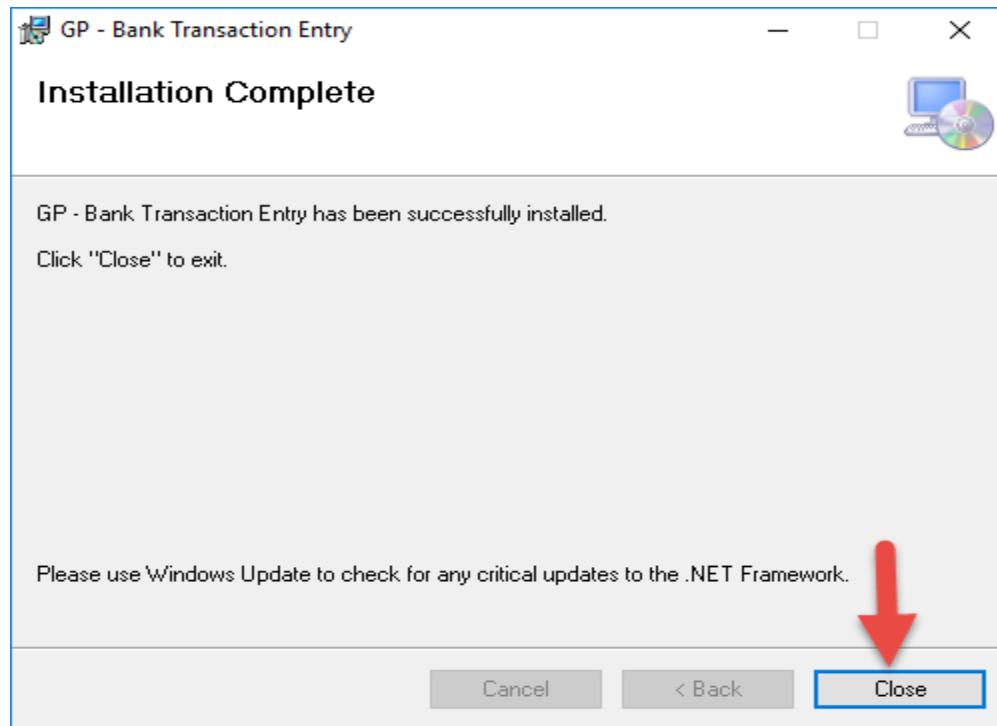 GP - Bank Transaction Entry
Installation Complete
GP - Bank Transaction Entry has been successfully installed.
Click "Close" to exit.
Please use Windows Update to check for any critical updates to the .NET Framework.
Cancel
< Back
Close